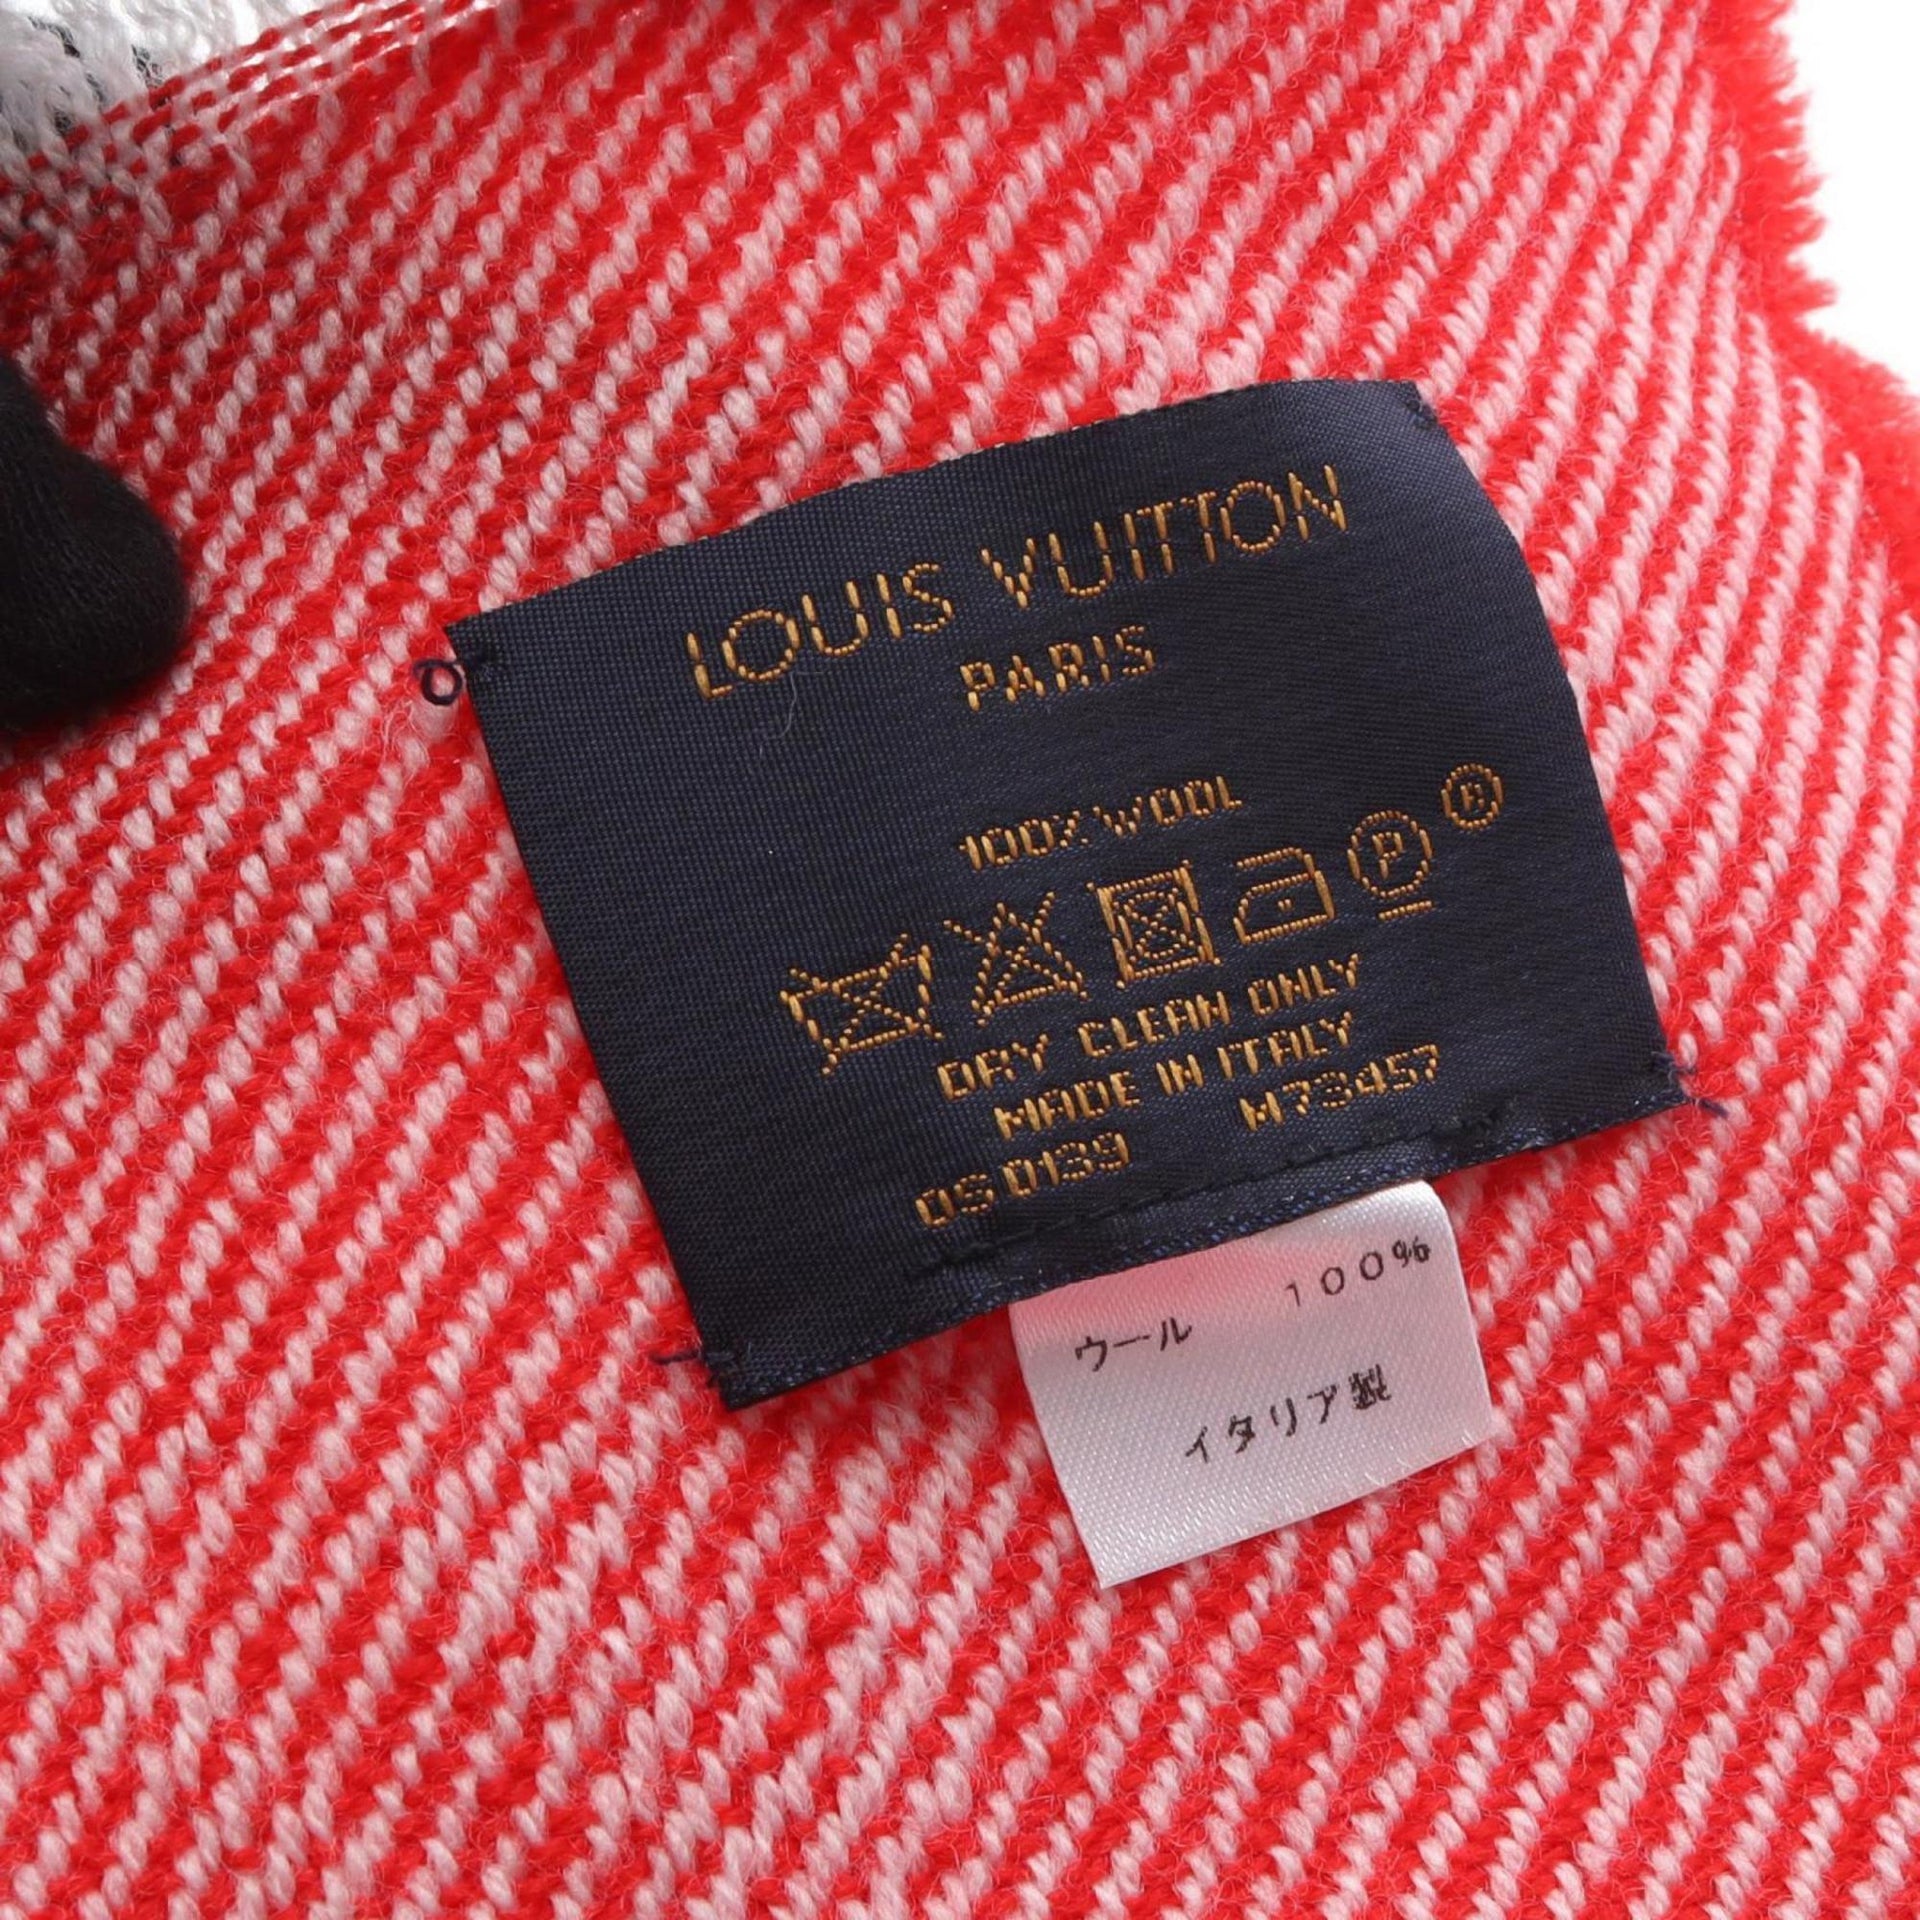 LOUIS VUITTON
PARIS
100% WOOL
P ®
DRY CLEAN ONLY
MADE IN ITALY
DS0139 M73457
ウール 100%
イタリア製